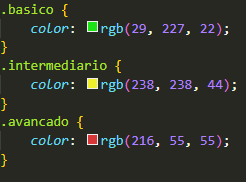 .basico {
    color: rgb(29, 227, 22);
}
.intermediario {
    color: rgb(238, 238, 44);
}
.avancado {
    color: rgb(216, 55, 55);
}